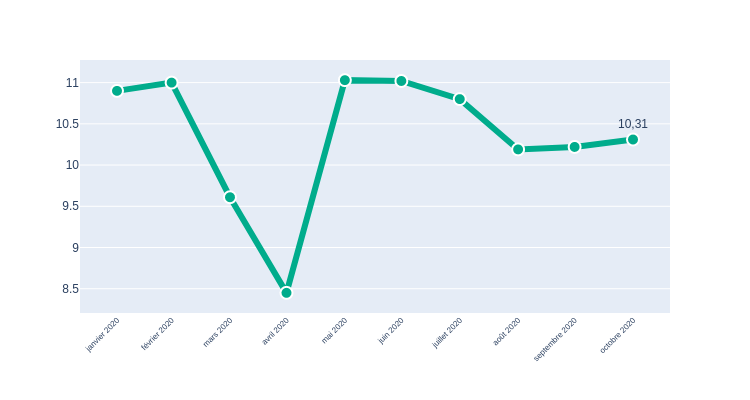 11
10.5
10
9.5
9
8.5
10,31
janvier 2020
février 2020
mars 2020
avril 2020
mai 2020
juin 2020
juillet 2020
août 2020
septembre 2020
octobre 2020